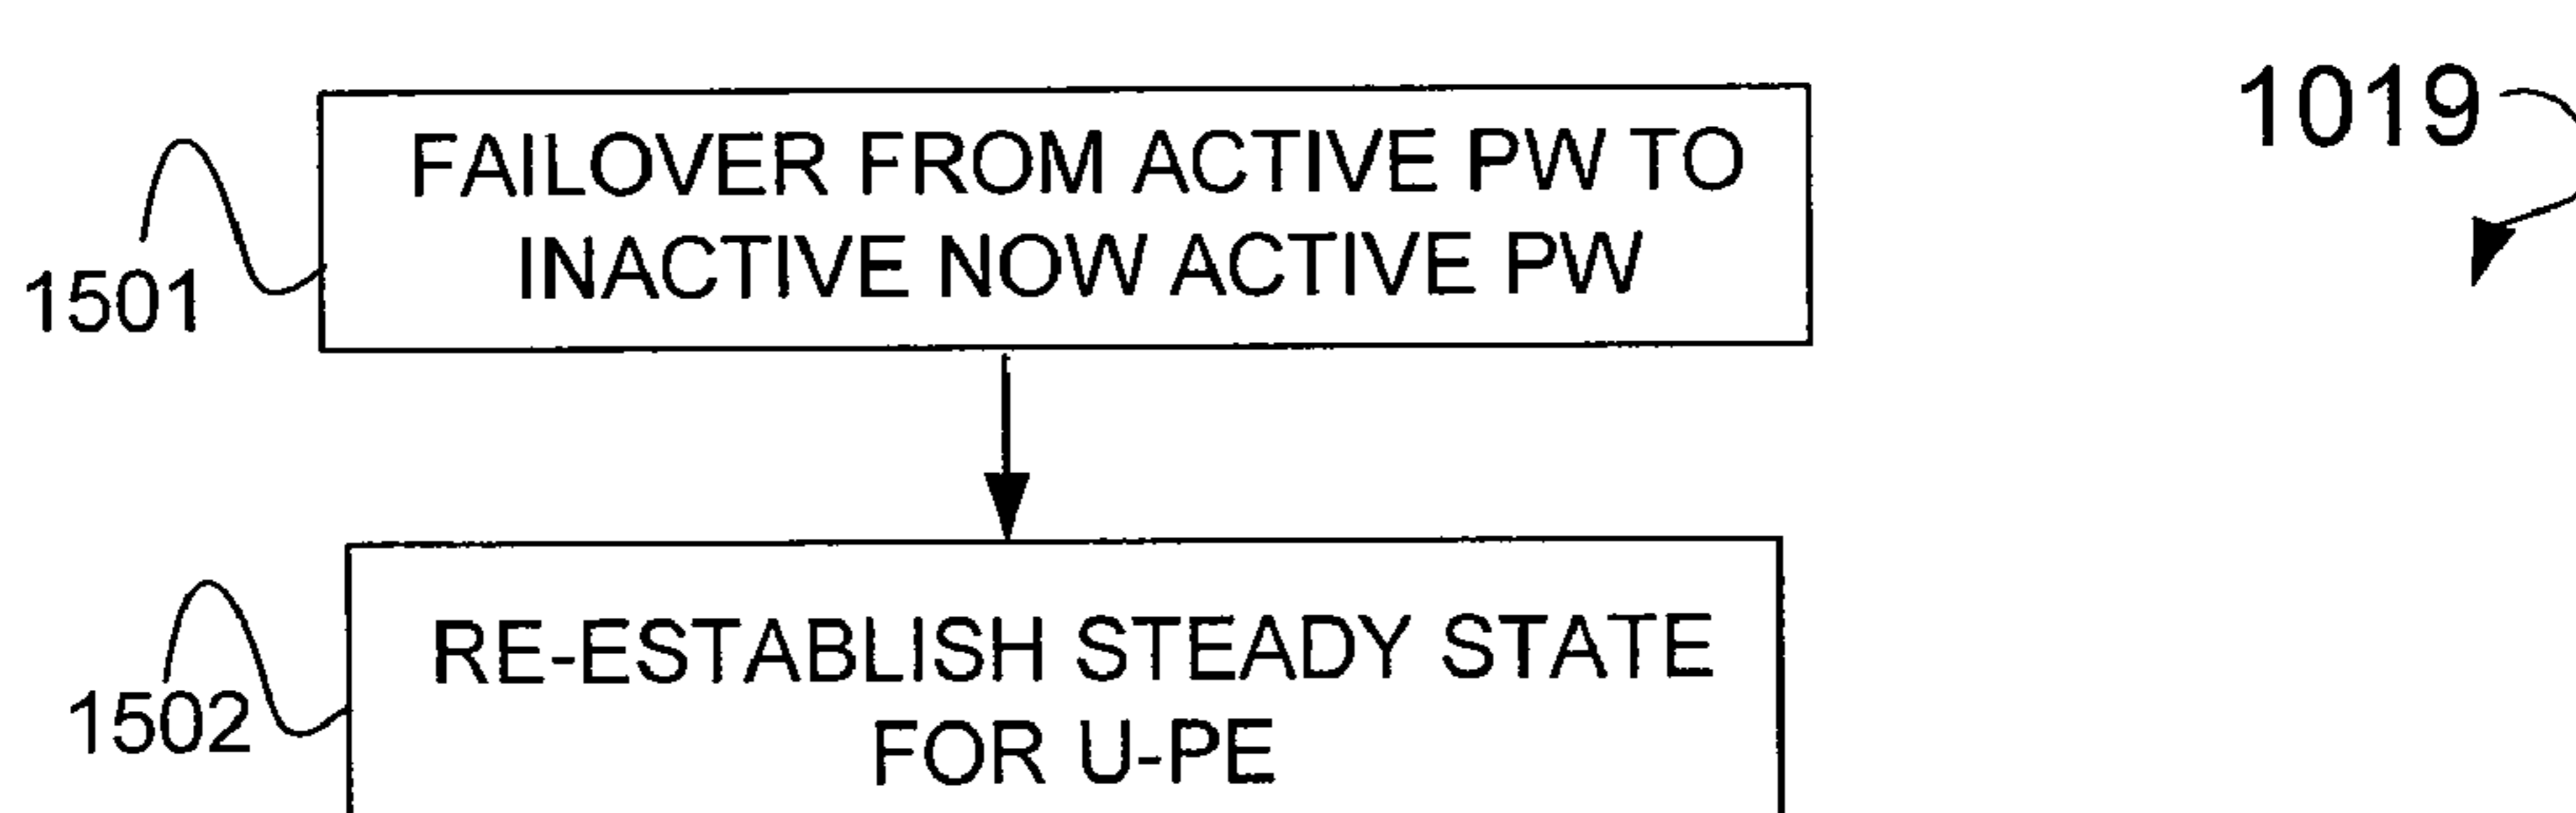 1019
FAILOVER FROM ACTIVE PW TO
INACTIVE NOW ACTIVE PW
1501
RE-ESTABLISH STEADY STATE
FOR U-PE
1502